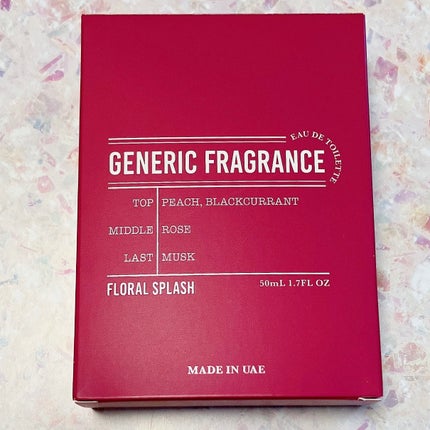 EAU DE TOILETTE
GENERIC FRAGRANCE
TOP PEACH, BLACKCURRANT
MIDDLE ROSE
LAST MUSK
FLORAL SPLASH 50mL 1.7FL OZ
MADE IN UAE